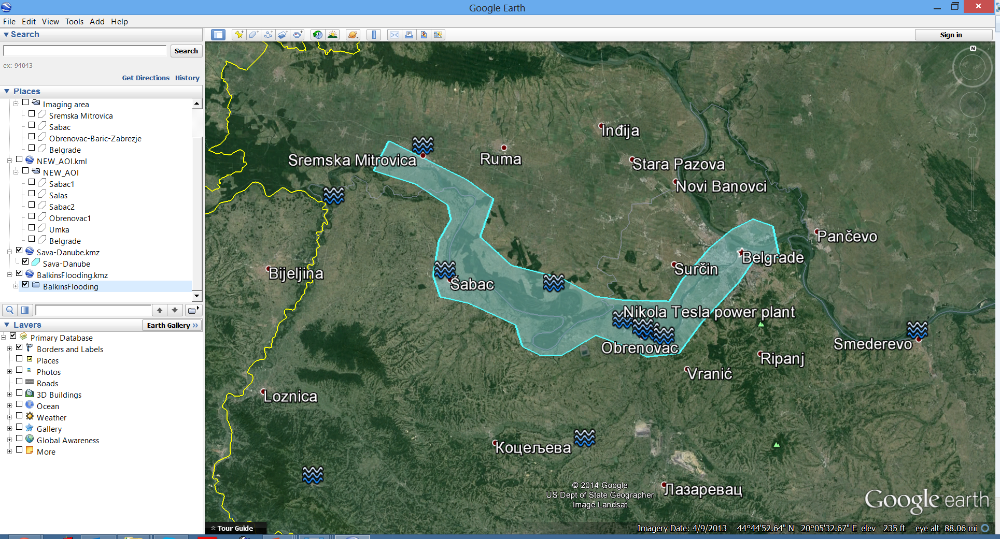 Google Earth
File Edit View Tools Add Help
Search
Search
ex: 94043
Get Directions History
Places
Imaging area
Sremska Mitrovica
Sabac
Obrenovac-Baric-Zabrezje
Belgrade
NEW_AOI.kml
NEW_AOI
Sabac1
Salas
Sabac2
Obrenovac1
Umka
Belgrade
Sava-Danube.kmz
Sava-Danube
BalkinsFlooding.kmz
BalkinsFlooding
Layers
Earth Gallery »
Primary Database
Borders and Labels
Places
Photos
Roads
3D Buildings
Ocean
Weather
Gallery
Global Awareness
More
Sign in
N
Inđija
Sremska Mitrovica
Ruma
Stara Pazova
Novi Banovci
Pančevo
Belgrade
Surčin
Bijeljina
Šabac
Nikola Tesla power plant
Obrenovac
Smederevo
Ripanj
Vranić
Loznica
Коцељева
Лазаревац
© 2014 Google
US Dept of State Geographer
Image Landsat
Google earth
Tour Guide
Imagery Date: 4/9/2013 44°44'52.64" N 20°05'32.67" E elev 235 ft eye alt 88.06 mi